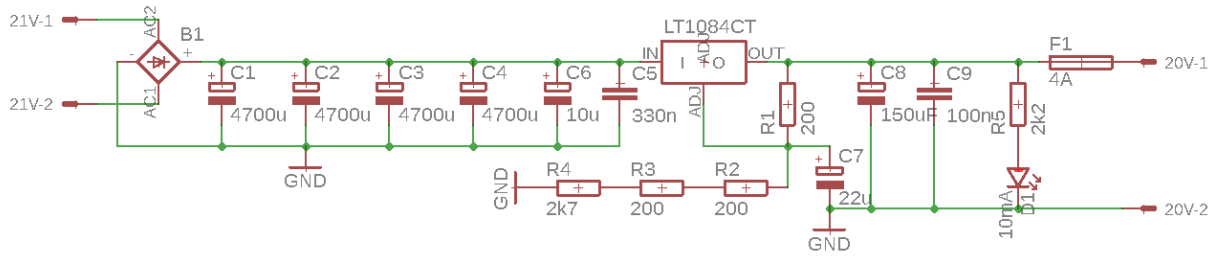 21V-1
AC2
B1
-
+
AC1
21V-2
C1
4700u
C2
4700u
C3
4700u
C4
4700u
C6
10u
C5
330n
GND
LT1084CT
IN
ADJ
OUT
I
O
ADJ
R1
200
C8
150uF
C9
100n
R5
2k2
F1
4A
20V-1
GND
R4
2k7
R3
200
R2
200
C7
22u
GND
10mA
D1
20V-2